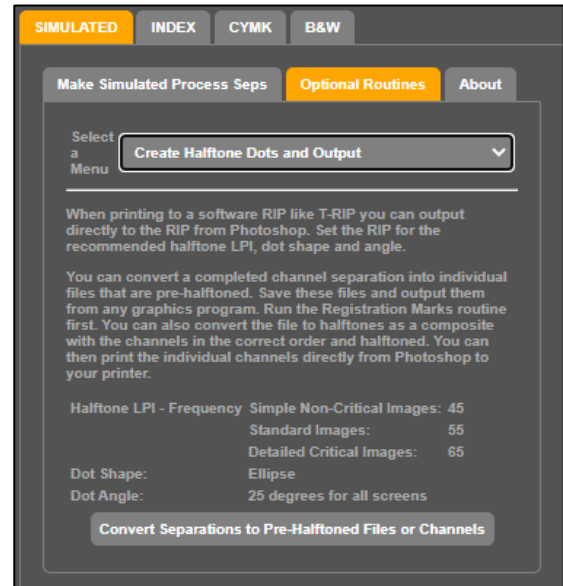 SIMULATED INDEX CYMK B&W
Make Simulated Process Seps Optional Routines About
Select
a
Menu
Create Halftone Dots and Output
When printing to a software RIP like T-RIP you can output
directly to the RIP from Photoshop. Set the RIP for the
recommended halftone LPI, dot shape and angle.
You can convert a completed channel separation into individual
files that are pre-halftoned. Save these files and output them
from any graphics program. Run the Registration Marks routine
first. You can also convert the file to halftones as a composite
with the channels in the correct order and halftoned. You can
then print the individual channels directly from Photoshop to
your printer.
Halftone LPI - Frequency Simple Non-Critical Images: 45
Standard Images: 55
Detailed Critical Images: 65
Dot Shape: Ellipse
Dot Angle: 25 degrees for all screens
Convert Separations to Pre-Halftoned Files or Channels